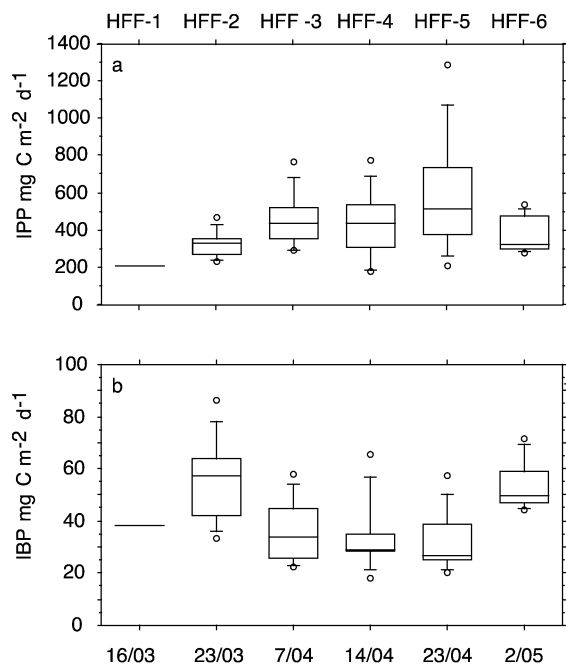 HFF-1 HFF-2 HFF -3 HFF-4 HFF-5 HFF-6
a
1400
1200
1000
800
600
400
200
0
IPP mg C m⁻² d⁻¹
b
100
80
60
40
20
0
IBP mg C m⁻² d⁻¹
16/03 23/03 7/04 14/04 23/04 2/05